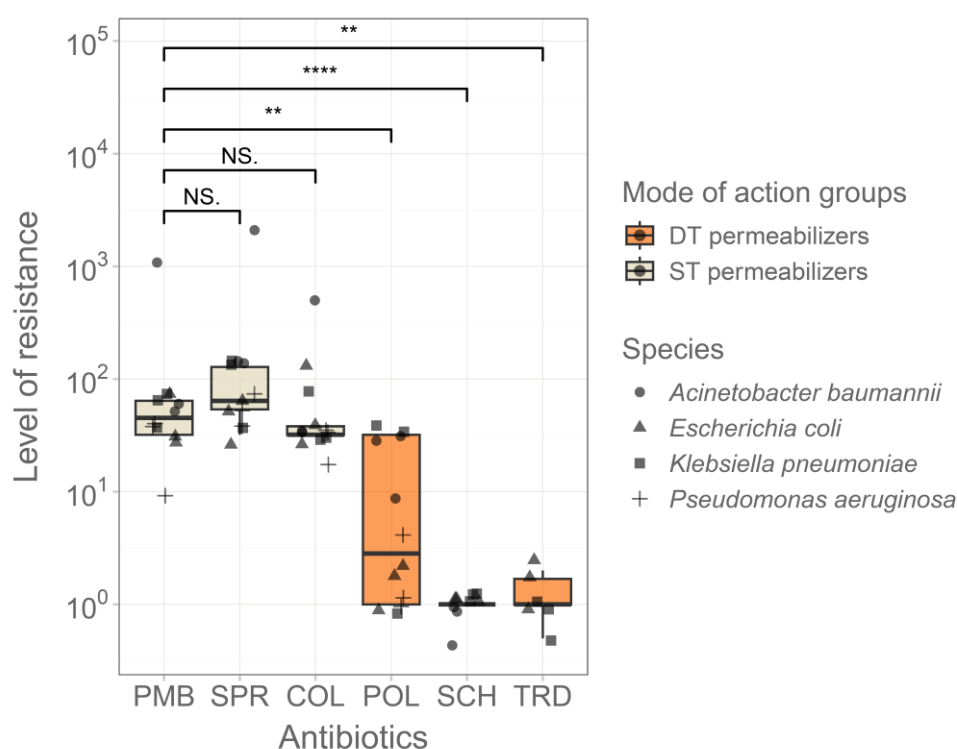 **
****
**
NS.
NS.
10^5
10^4
10^3
10^2
10^1
10^0
Level of resistance
PMB SPR COL POL SCH TRD
Antibiotics
Mode of action groups
DT permeabilizers
ST permeabilizers
Species
Acinetobacter baumannii
Escherichia coli
Klebsiella pneumoniae
Pseudomonas aeruginosa